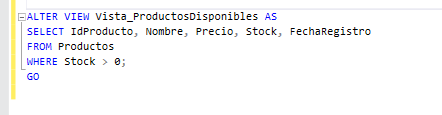 ALTER VIEW Vista_ProductosDisponibles AS
SELECT IdProducto, Nombre, Precio, Stock, FechaRegistro
FROM Productos
WHERE Stock > 0;
GO